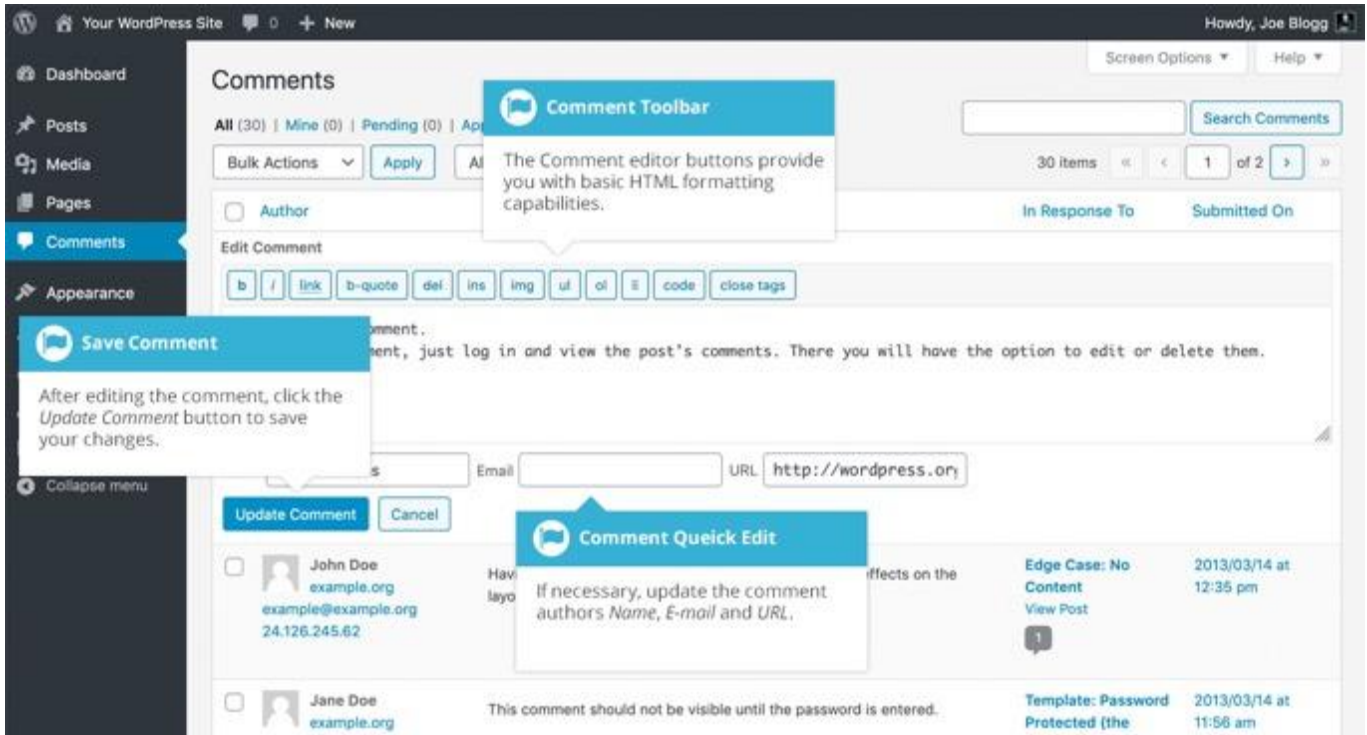 Your WordPress Site 0 + New Howdy, Joe Blogg
Screen Options Help
Dashboard
Posts
Media
Pages
Comments
Appearance
Collapse menu
Comments
All (30) | Mine (0) | Pending (0) |
Bulk Actions Apply
Search Comments
30 items « ‹ 1 of 2 › »
Comment Toolbar
The Comment editor buttons provide
you with basic HTML formatting
capabilities.
Author In Response To Submitted On
Edit Comment
b i link b-quote del ins img ul ol li code close tags
just log in and view the post's comments. There you will have the option to edit or delete them.
Save Comment
After editing the comment, click the
Update Comment button to save
your changes.
Email URL http://wordpress.org
Update Comment Cancel
Comment Queick Edit
If necessary, update the comment
authors Name, E-mail and URL.
John Doe
example.org
example@example.org
24.126.245.62
on the
Edge Case: No
Content
View Post
1
2013/03/14 at
12:35 pm
Jane Doe
example.org
This comment should not be visible until the password is entered.
Template: Password
Protected (the
2013/03/14 at
11:56 am